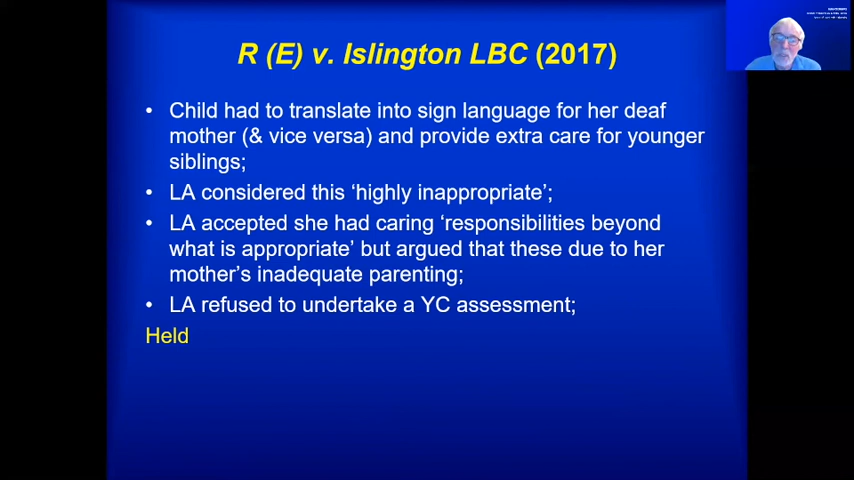 R (E) v. Islington LBC (2017)
• Child had to translate into sign language for her deaf
mother (& vice versa) and provide extra care for younger
siblings;
• LA considered this ‘highly inappropriate’;
• LA accepted she had caring ‘responsibilities beyond
what is appropriate’ but argued that these due to her
mother’s inadequate parenting;
• LA refused to undertake a YC assessment;
Held